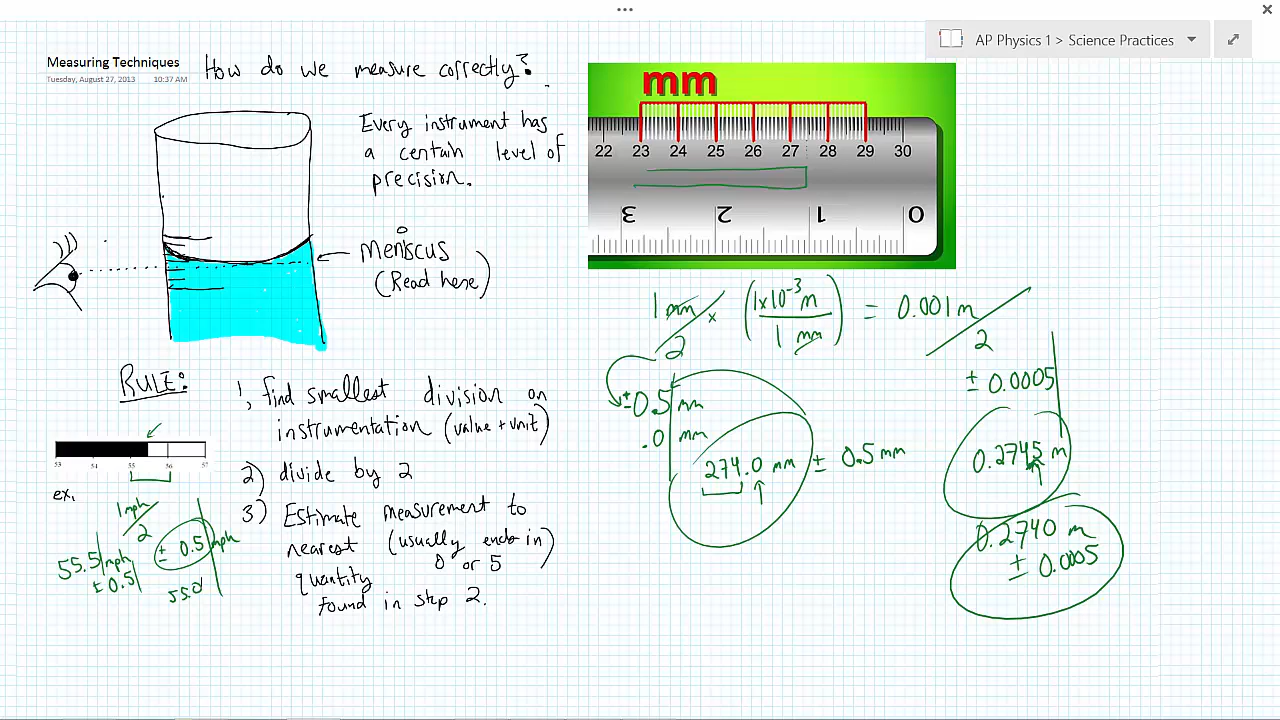 AP Physics 1 > Science Practices
Measuring Techniques
Tuesday, August 27, 2013 10:37 AM
How do we measure correctly?
Every instrument has
a certain level of
precision.
Meniscus
(Read here)
mm
22 23 24 25 26 27 28 29 30
3 2 1 0
1 mm / 2 x (1x10⁻³ m / 1 mm) = 0.001 m / 2
± 0.5 mm
.0 mm
274.0 mm ± 0.5 mm
± 0.0005
0.2745 m
0.2740 m
± 0.0005
RULE:
1, find smallest division on
instrumentation (value + unit)
2) divide by 2
3) Estimate measurement to
nearest (usually ends in
0 or 5)
quantity
found in step 2.
53 54 55 56 57
ex,
1 mph / 2
55.5 mph
± 0.5
± 0.5 mph
55.0